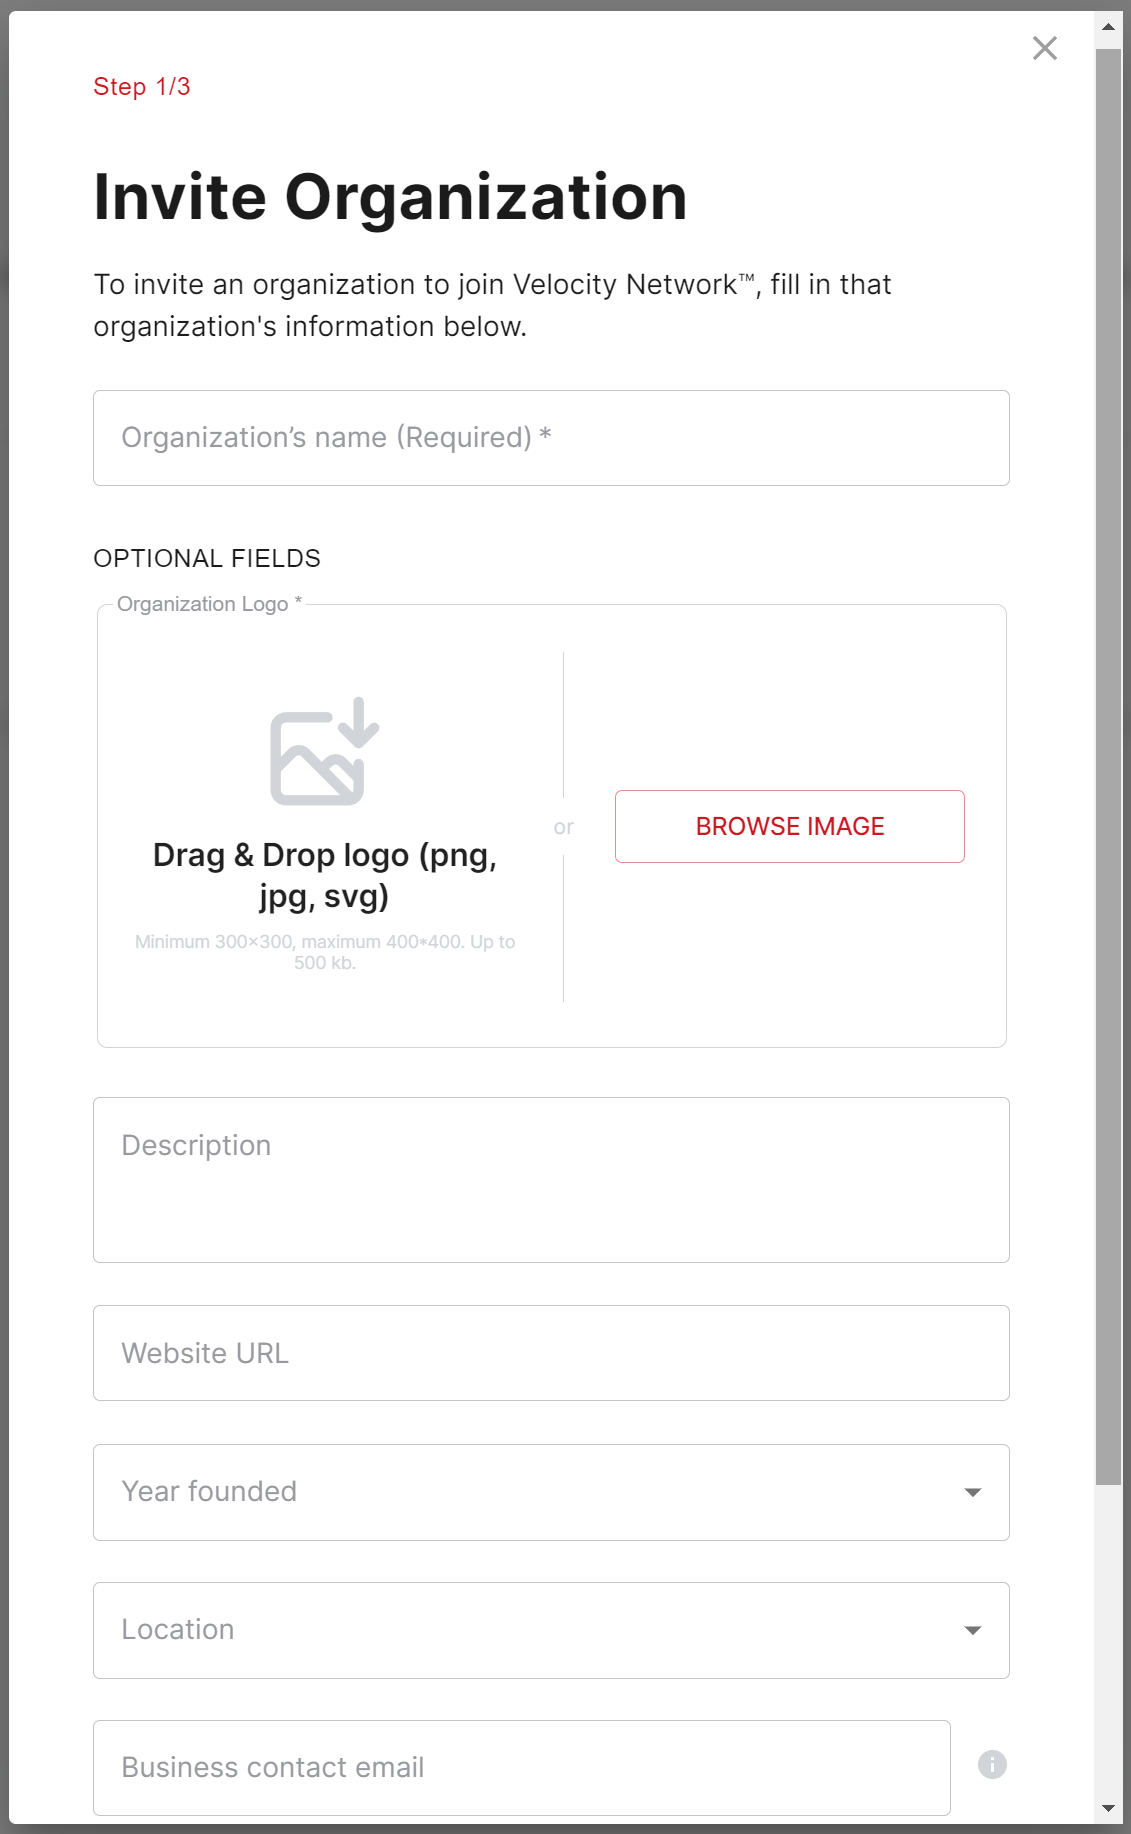 Step 1/3
Invite Organization
To invite an organization to join Velocity Network™, fill in that
organization's information below.
Organization’s name (Required) *
OPTIONAL FIELDS
Organization Logo *
Drag & Drop logo (png,
jpg, svg)
Minimum 300×300, maximum 400*400. Up to
500 kb.
or
BROWSE IMAGE
Description
Website URL
Year founded
Location
Business contact email